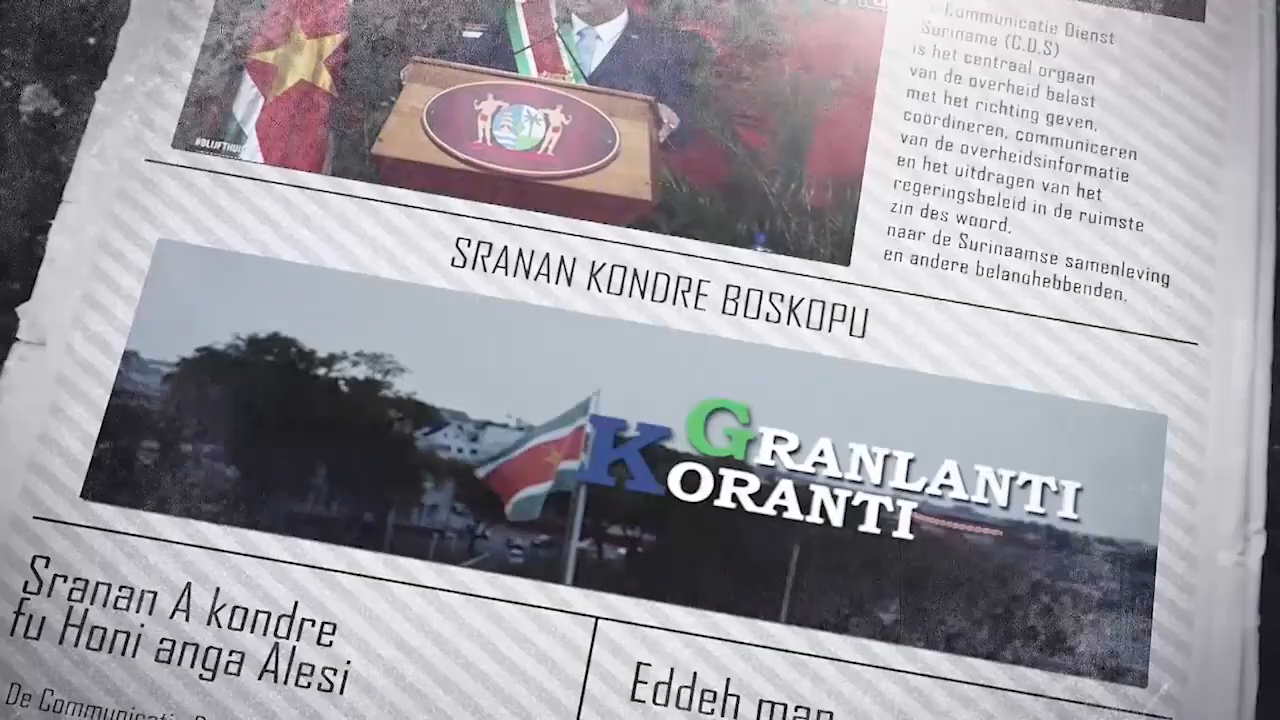 Communicatie Dienst
Suriname (C.D.S)
is het centraal orgaan
van de overheid belast
met het richting geven,
coördineren, communiceren
van de overheidsinformatie
en het uitdragen van het
regeringsbeleid in de ruimste
zin des woord.
naar de Surinaamse samenleving
en andere belanghebbenden.
SRANAN KONDRE BOSKOPU
GRANLANTI
KORANTI
Sranan A kondre
fu Honi anga Alesi
De
Eddeh man